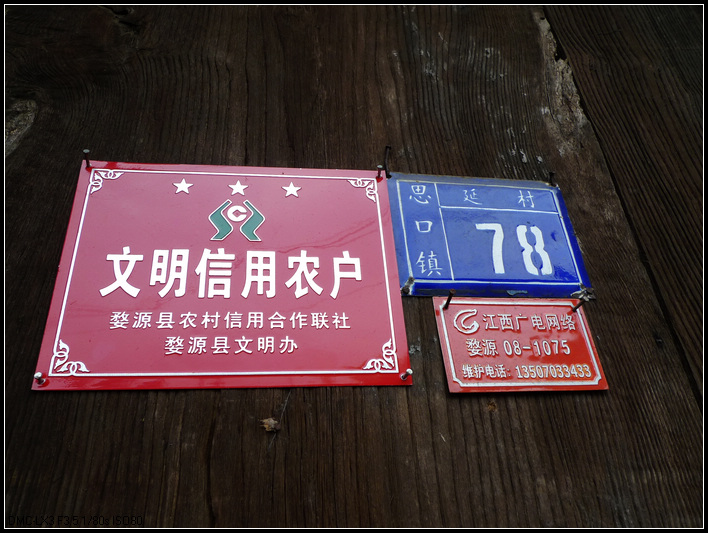 文明信用农户
婺源县农村信用合作联社
婺源县文明办
思口镇
延村
78
江西广电网络
婺源 08-1075
维护电话: 13507033433